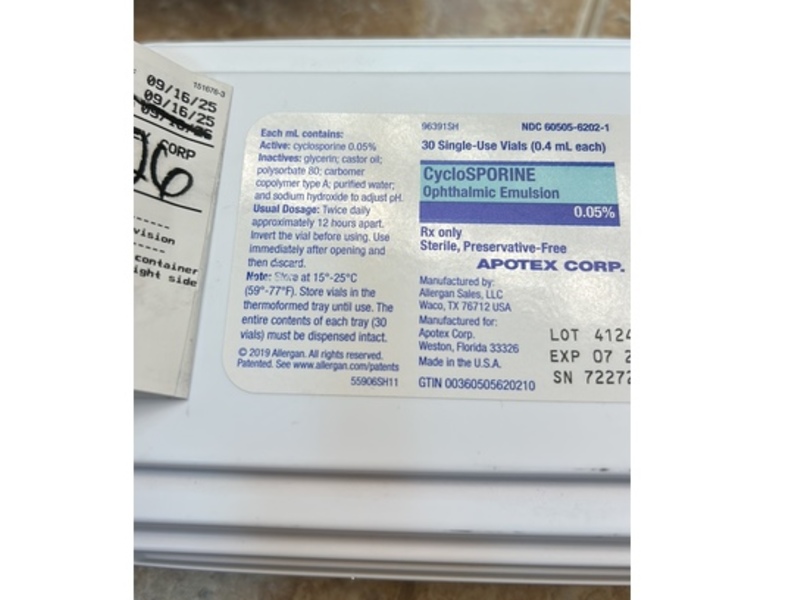 151676-3
09/16/25
09/16/25
CORP
26
vision
container
ight side
Each mL contains:
Active: cyclosporine 0.05%
Inactives: glycerin; castor oil;
polysorbate 80; carbomer
copolymer type A; purified water;
and sodium hydroxide to adjust pH.
Usual Dosage: Twice daily
approximately 12 hours apart.
Invert the vial before using. Use
immediately after opening and
then discard.
Note: Store at 15°-25°C
(59°-77°F). Store vials in the
thermoformed tray until use. The
entire contents of each tray (30
vials) must be dispensed intact.
© 2019 Allergan. All rights reserved.
Patented. See www.allergan.com/patents
55906SH11
96391SH
NDC 60505-6202-1
30 Single-Use Vials (0.4 mL each)
CycloSPORINE
Ophthalmic Emulsion
0.05%
Rx only
Sterile, Preservative-Free
APOTEX CORP.
Manufactured by:
Allergan Sales, LLC
Waco, TX 76712 USA
Manufactured for:
Apotex Corp.
Weston, Florida 33326
Made in the U.S.A.
GTIN 00360505620210
LOT 4124
EXP 07 2
SN 72272